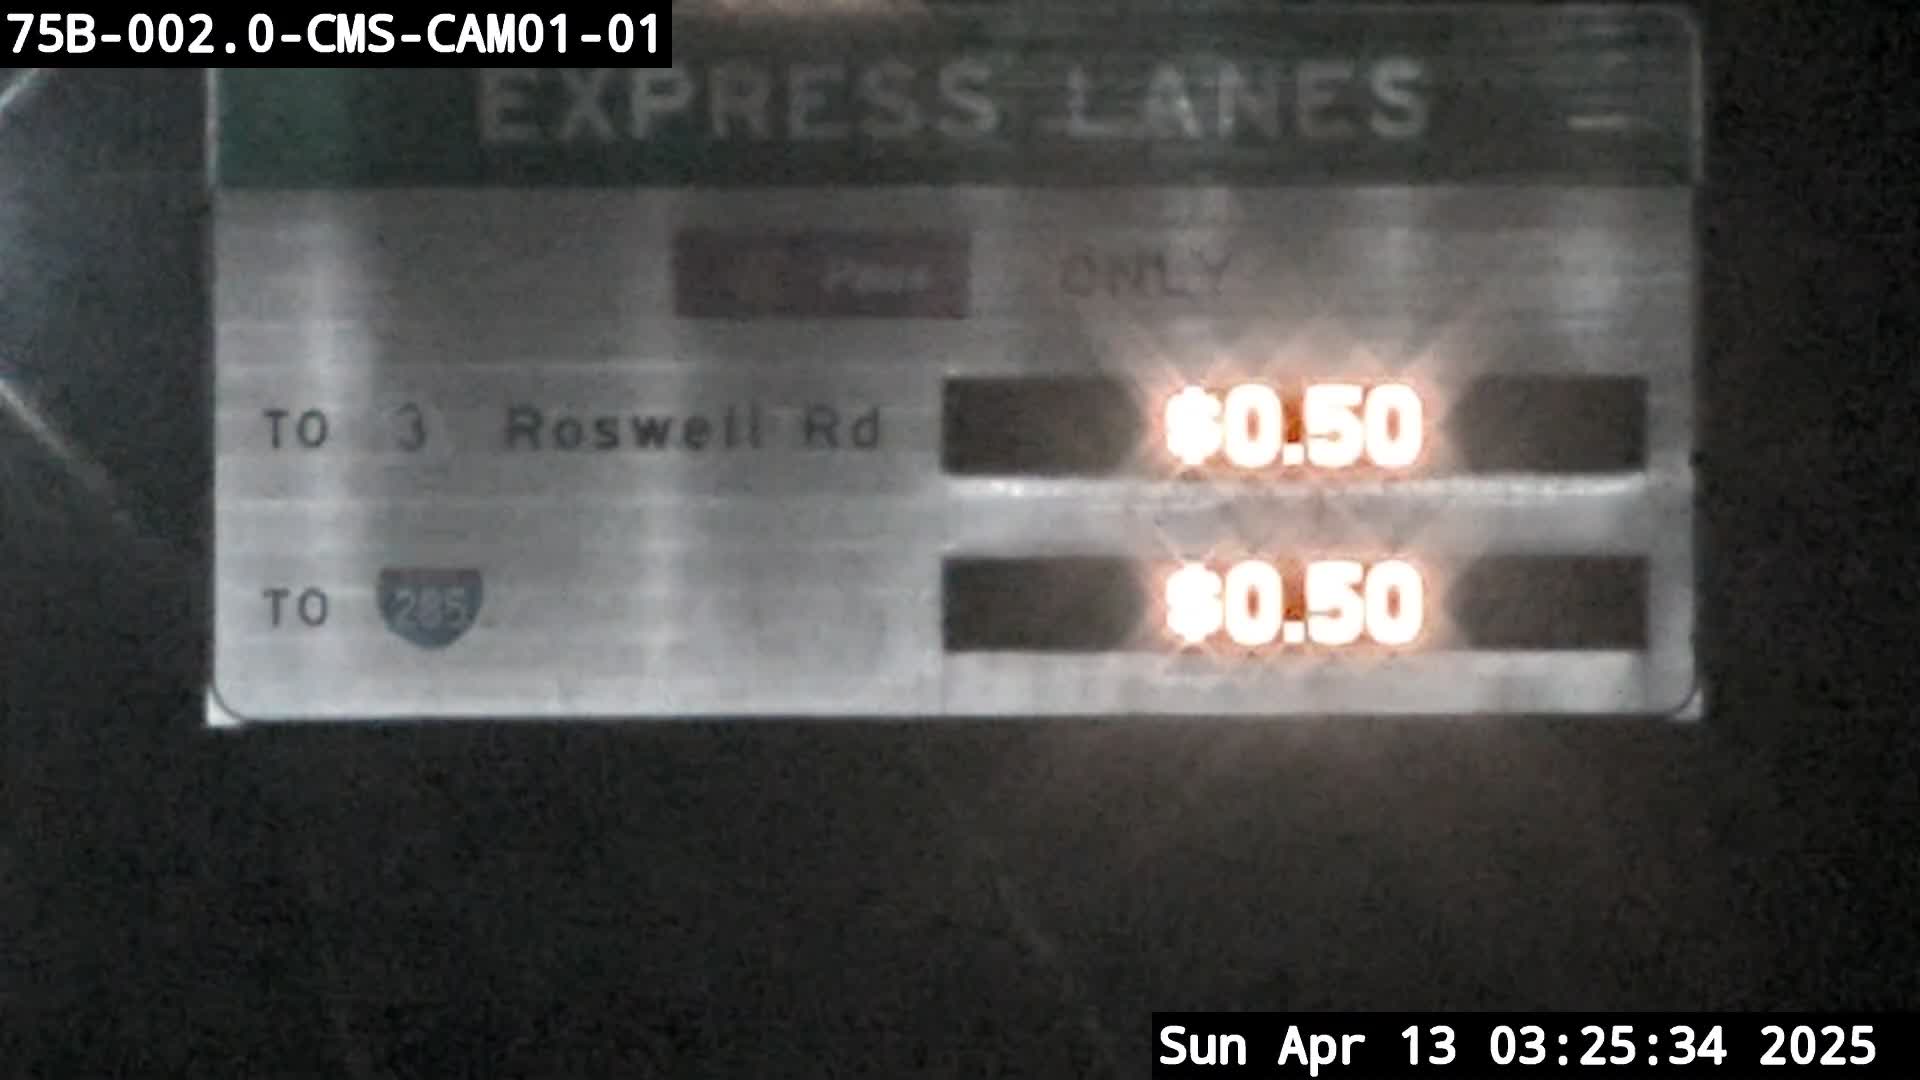 75B-002.0-CMS-CAM01-01
EXPRESS LANES
Pass ONLY
TO 3 Roswell Rd $0.50
TO 285 $0.50
Sun Apr 13 03:25:34 2025